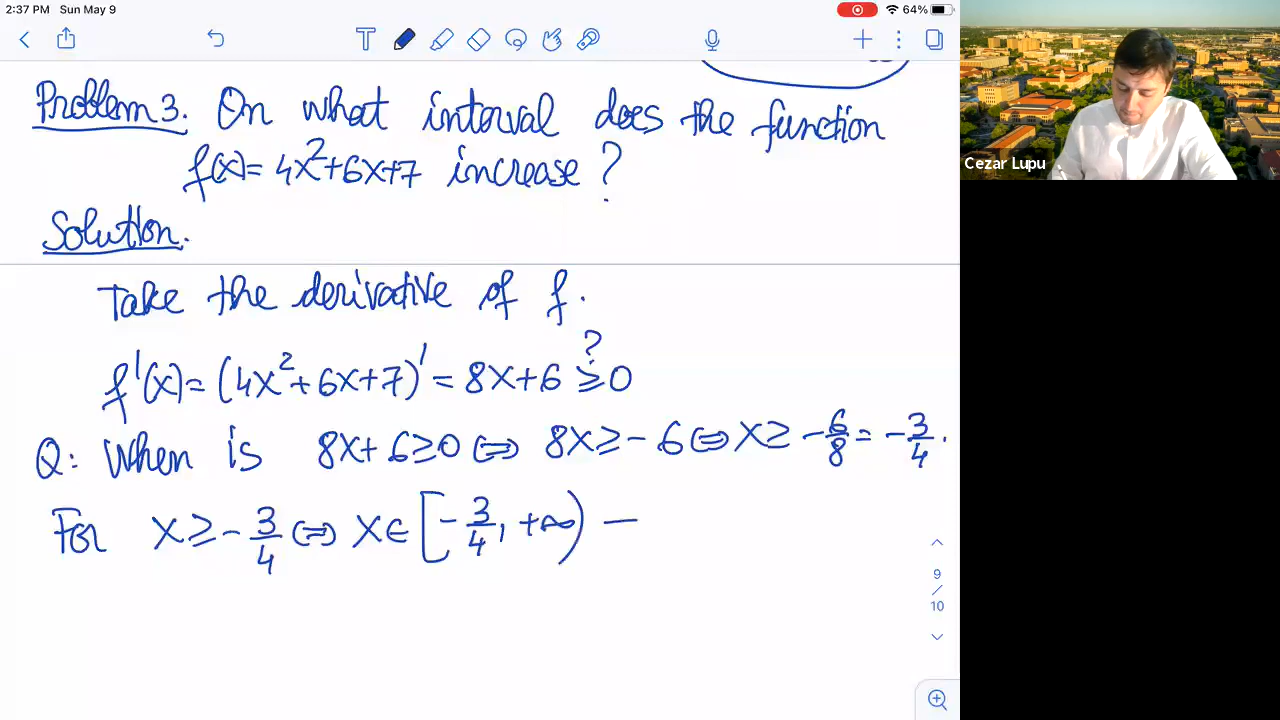 2:37 PM Sun May 9
64%
Problem 3. On what interval does the function
f(x)= 4x²+6x+7 increase ?
Solution.
Take the derivative of f.
f'(x)= (4x²+6x+7)' = 8x+6 ≥? 0
Q: When is 8x+6≥0 ⇔ 8x≥-6 ⇔ x≥ -6/8 = -3/4.
For x≥-3/4 ⇔ x∈[-3/4, +∞) —
9
/
10
Cezar Lupu